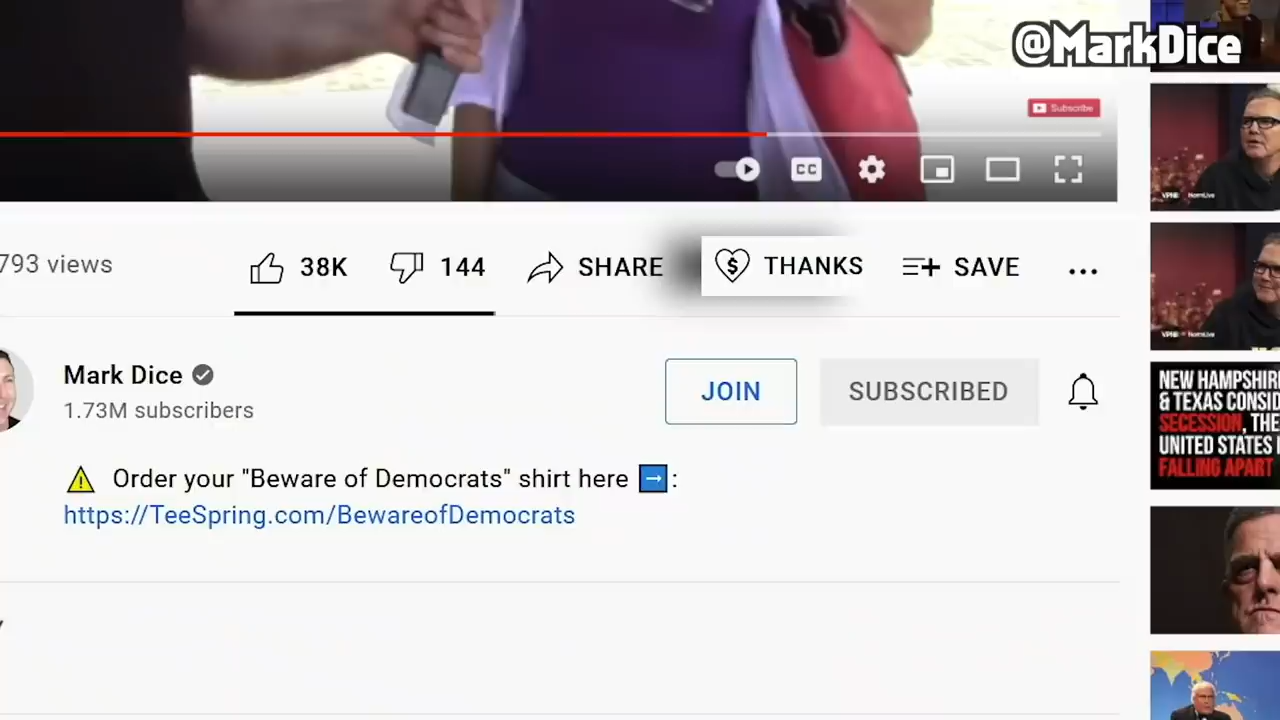 @MarkDice
Subscribe
CC
793 views
38K
144
SHARE
THANKS
SAVE
Mark Dice
1.73M subscribers
JOIN
SUBSCRIBED
Order your "Beware of Democrats" shirt here ➡:
https://TeeSpring.com/BewareofDemocrats
NEW HAMPSHIRE
& TEXAS CONSID
SECESSION, THE
UNITED STATES I
FALLING APART